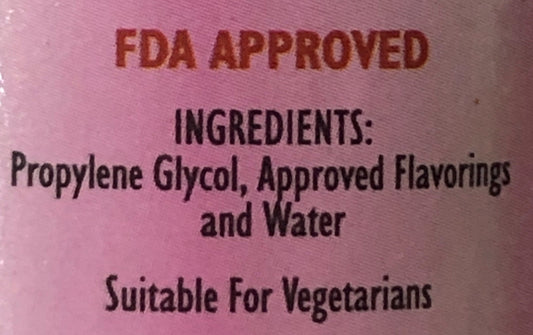 FDA APPROVED
INGREDIENTS:
Propylene Glycol, Approved Flavorings
and Water
Suitable For Vegetarians